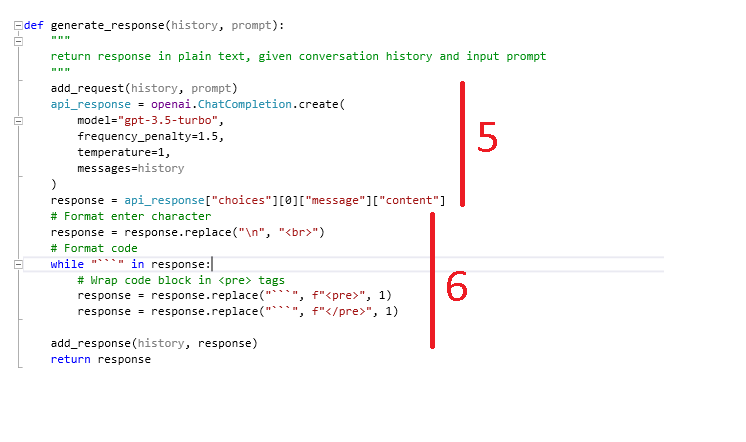 def generate_response(history, prompt):
    """
    return response in plain text, given conversation history and input prompt
    """
    add_request(history, prompt)
    api_response = openai.ChatCompletion.create(
        model="gpt-3.5-turbo",
        frequency_penalty=1.5,
        temperature=1,
        messages=history
    )
    response = api_response["choices"][0]["message"]["content"]
    # Format enter character
    response = response.replace("\n", "<br>")
    # Format code
    while "```" in response:
        # Wrap code block in <pre> tags
        response = response.replace("```", f"<pre>", 1)
        response = response.replace("```", f"</pre>", 1)
    add_response(history, response)
    return response
5
6